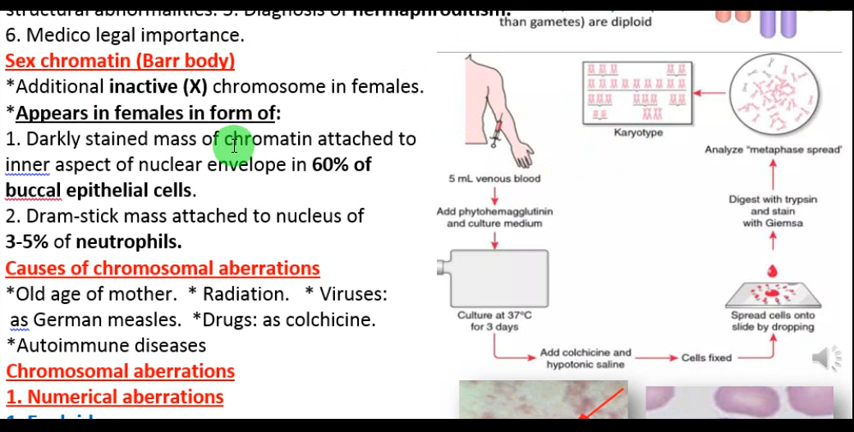 structural abnormalities. 5. Diagnosis of hermaphroditism.
6. Medico legal importance.
Sex chromatin (Barr body)
*Additional inactive (X) chromosome in females.
*Appears in females in form of:
1. Darkly stained mass of chromatin attached to
inner aspect of nuclear envelope in 60% of
buccal epithelial cells.
2. Dram-stick mass attached to nucleus of
3-5% of neutrophils.
Causes of chromosomal aberrations
*Old age of mother. * Radiation. * Viruses:
as German measles. *Drugs: as colchicine.
*Autoimmune diseases
Chromosomal aberrations
1. Numerical aberrations
than gametes) are diploid
Karyotype
Analyze "metaphase spread"
5 mL venous blood
Add phytohemagglutinin
and culture medium
Digest with trypsin
and stain
with Giemsa
Culture at 37°C
for 3 days
Spread cells onto
slide by dropping
Add colchicine and
hypotonic saline
Cells fixed